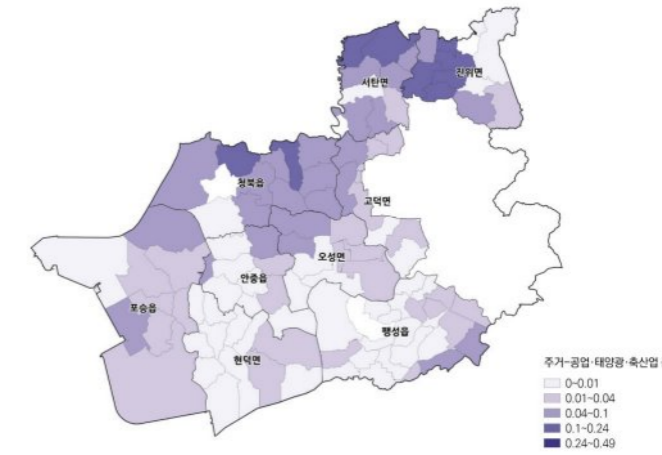 진위면
서탄면
청북읍
고덕면
오성면
안중읍
포승읍
팽성읍
현덕면
주거-공업·태양광·축산업
0-0.01
0.01-0.04
0.04-0.1
0.1-0.24
0.24-0.49